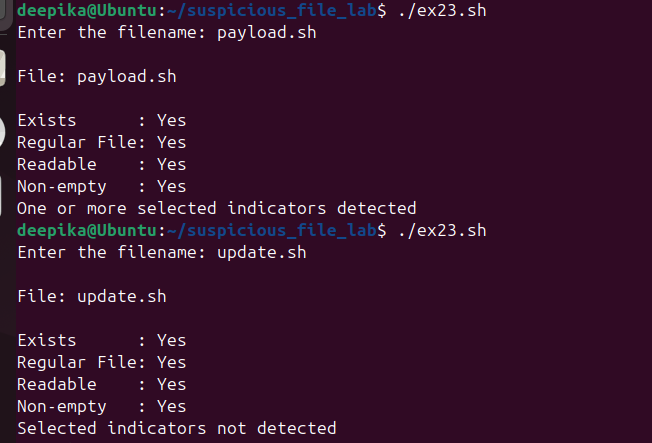 deepika@Ubuntu:~/suspicious_file_lab$ ./ex23.sh
Enter the filename: payload.sh

File: payload.sh

Exists      : Yes
Regular File: Yes
Readable    : Yes
Non-empty   : Yes
One or more selected indicators detected
deepika@Ubuntu:~/suspicious_file_lab$ ./ex23.sh
Enter the filename: update.sh

File: update.sh

Exists      : Yes
Regular File: Yes
Readable    : Yes
Non-empty   : Yes
Selected indicators not detected